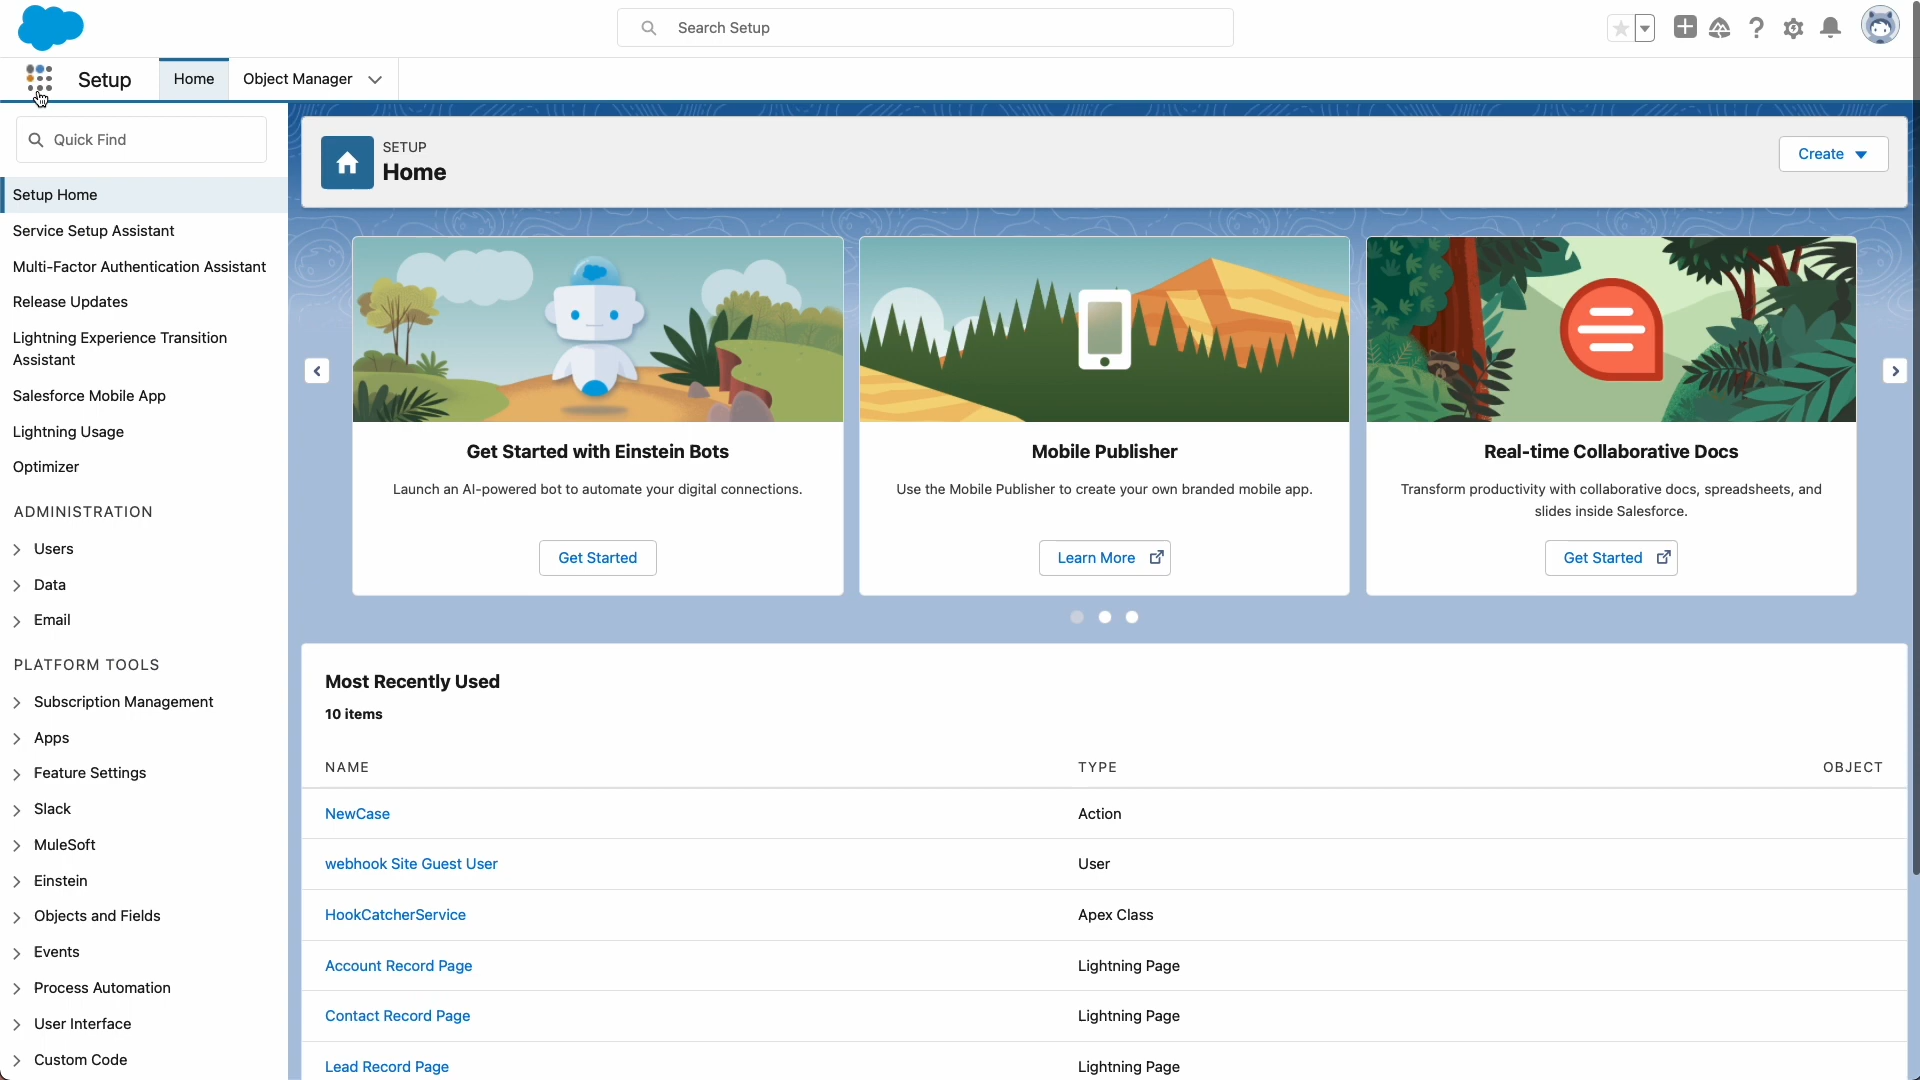 Search Setup
Setup
Home
Object Manager
Quick Find
Setup Home
Service Setup Assistant
Multi-Factor Authentication Assistant
Release Updates
Lightning Experience Transition
Assistant
Salesforce Mobile App
Lightning Usage
Optimizer
ADMINISTRATION
Users
Data
Email
PLATFORM TOOLS
Subscription Management
Apps
Feature Settings
Slack
MuleSoft
Einstein
Objects and Fields
Events
Process Automation
User Interface
Custom Code
SETUP
Home
Create
Get Started with Einstein Bots
Launch an AI-powered bot to automate your digital connections.
Get Started
Mobile Publisher
Use the Mobile Publisher to create your own branded mobile app.
Learn More
Real-time Collaborative Docs
Transform productivity with collaborative docs, spreadsheets, and
slides inside Salesforce.
Get Started
Most Recently Used
10 items
NAME TYPE OBJECT
NewCase Action
webhook Site Guest User User
HookCatcherService Apex Class
Account Record Page Lightning Page
Contact Record Page Lightning Page
Lead Record Page Lightning Page